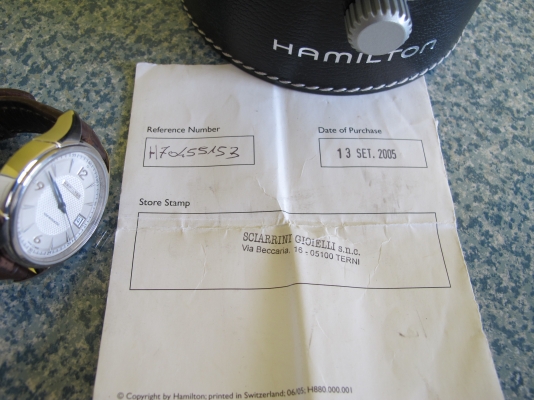 HAMILTON
Reference Number
Date of Purchase
H70455153
13 SET. 2005
Store Stamp
SCIARRINI GIOIELLI s.n.c.
Via Beccaria, 16 - 05100 TERNI
© Copyright by Hamilton; printed in Switzerland; 06/05; H880.000.001